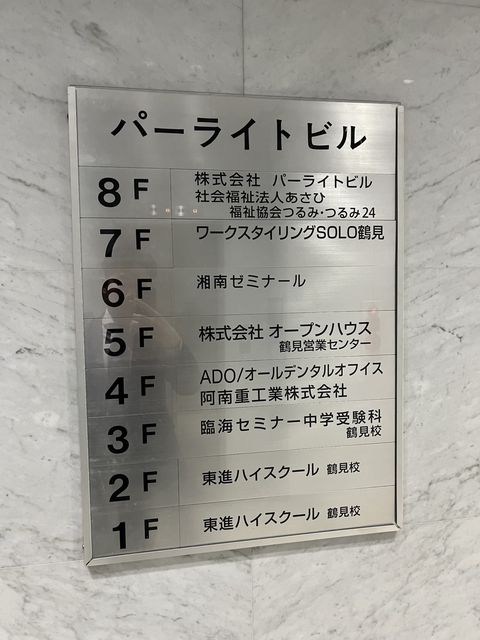 パーライトビル
8F 株式会社 パーライトビル
社会福祉法人あさひ
福祉協会つるみ・つるみ24
7F ワークスタイリングSOLO鶴見
6F 湘南ゼミナール
5F 株式会社 オープンハウス
鶴見営業センター
4F ADO/オールデンタルオフイス
阿南重工業株式会社
3F 臨海セミナー中学受験科
鶴見校
2F 東進ハイスクール 鶴見校
1F 東進ハイスクール 鶴見校